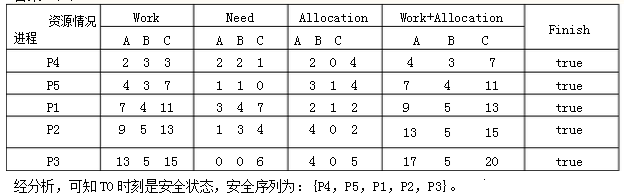 资源情况 Work Need Allocation Work+Allocation Finish
进程 A B C A B C A B C A B C
P4 2 3 3 2 2 1 2 0 4 4 3 7 true
P5 4 3 7 1 1 0 3 1 4 7 4 11 true
P1 7 4 11 3 4 7 2 1 2 9 5 13 true
P2 9 5 13 1 3 4 4 0 2 13 5 15 true
P3 13 5 15 0 0 6 4 0 5 17 5 20 true
经分析，可知T0时刻是安全状态，安全序列为：{P4，P5，P1，P2，P3}。